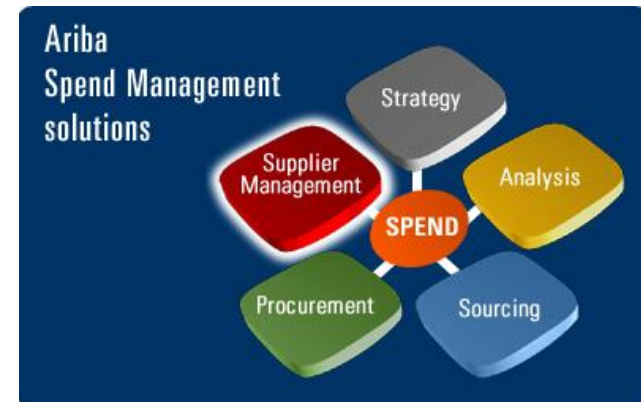 Ariba
Spend Management
solutions
Strategy
Supplier
Management
Analysis
SPEND
Procurement
Sourcing